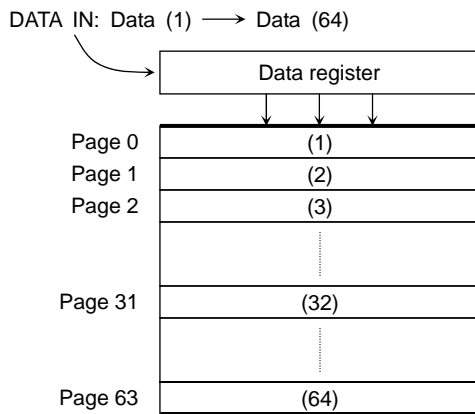 DATA IN: Data (1) → Data (64)
Data register
Page 0 (1)
Page 1 (2)
Page 2 (3)
Page 31 (32)
Page 63 (64)